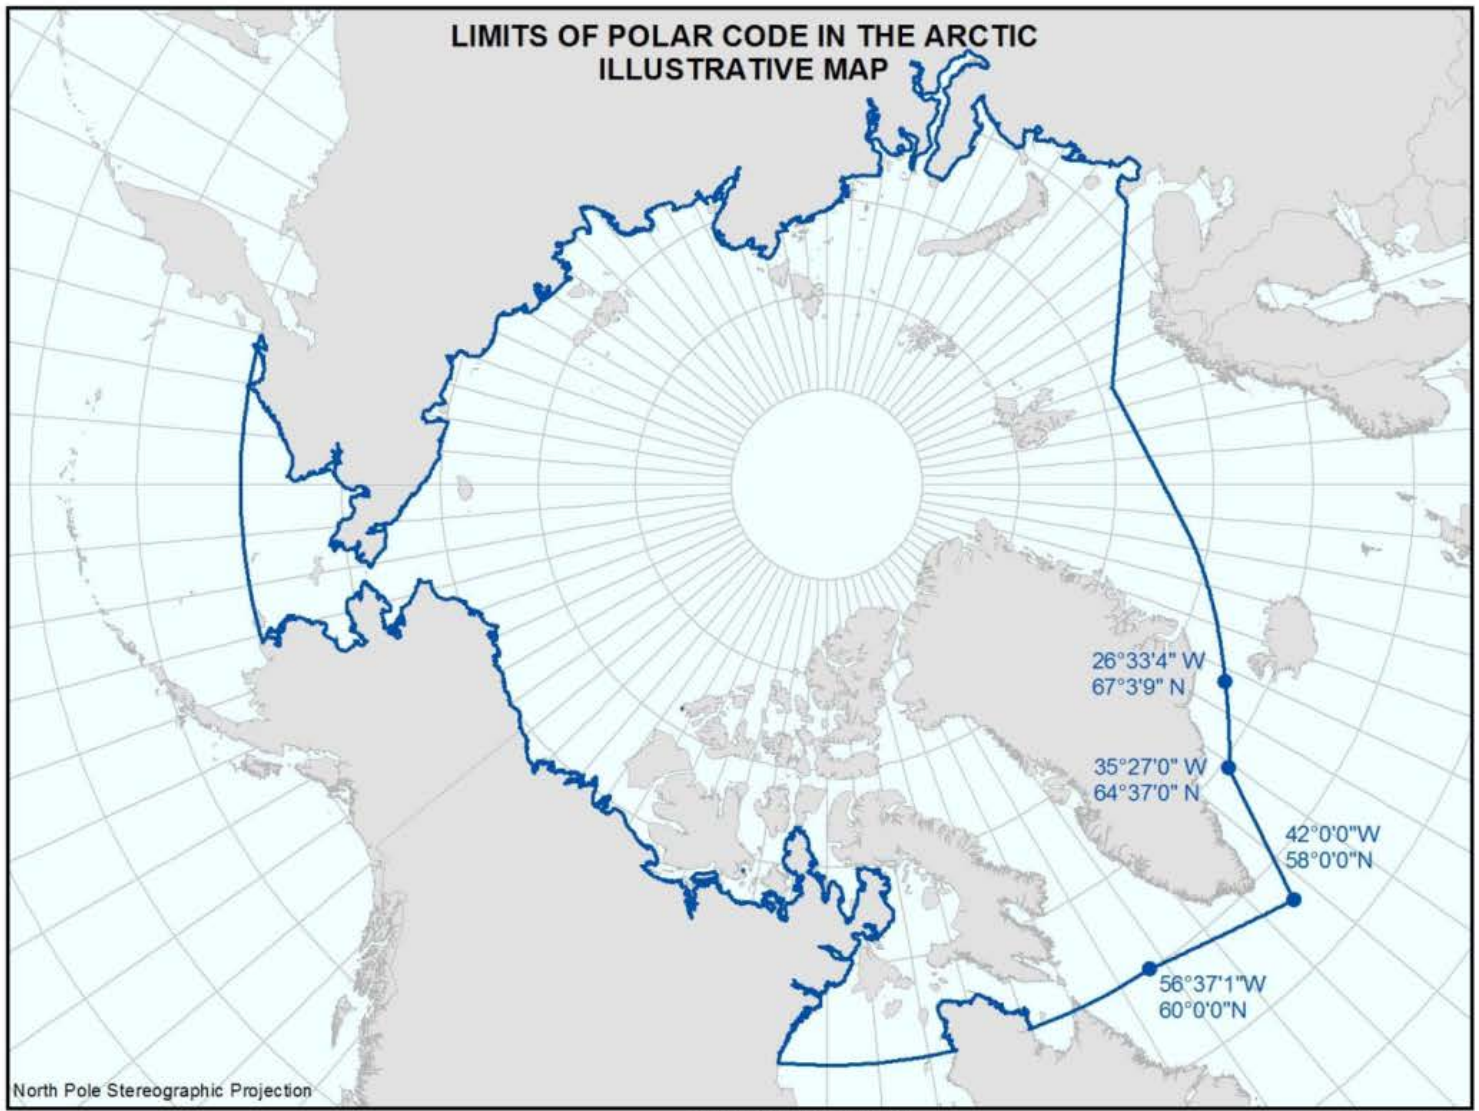 LIMITS OF POLAR CODE IN THE ARCTIC
ILLUSTRATIVE MAP
26°33'4" W
67°3'9" N
35°27'0" W
64°37'0" N
42°0'0"W
58°0'0"N
56°37'1"W
60°0'0"N
North Pole Stereographic Projection